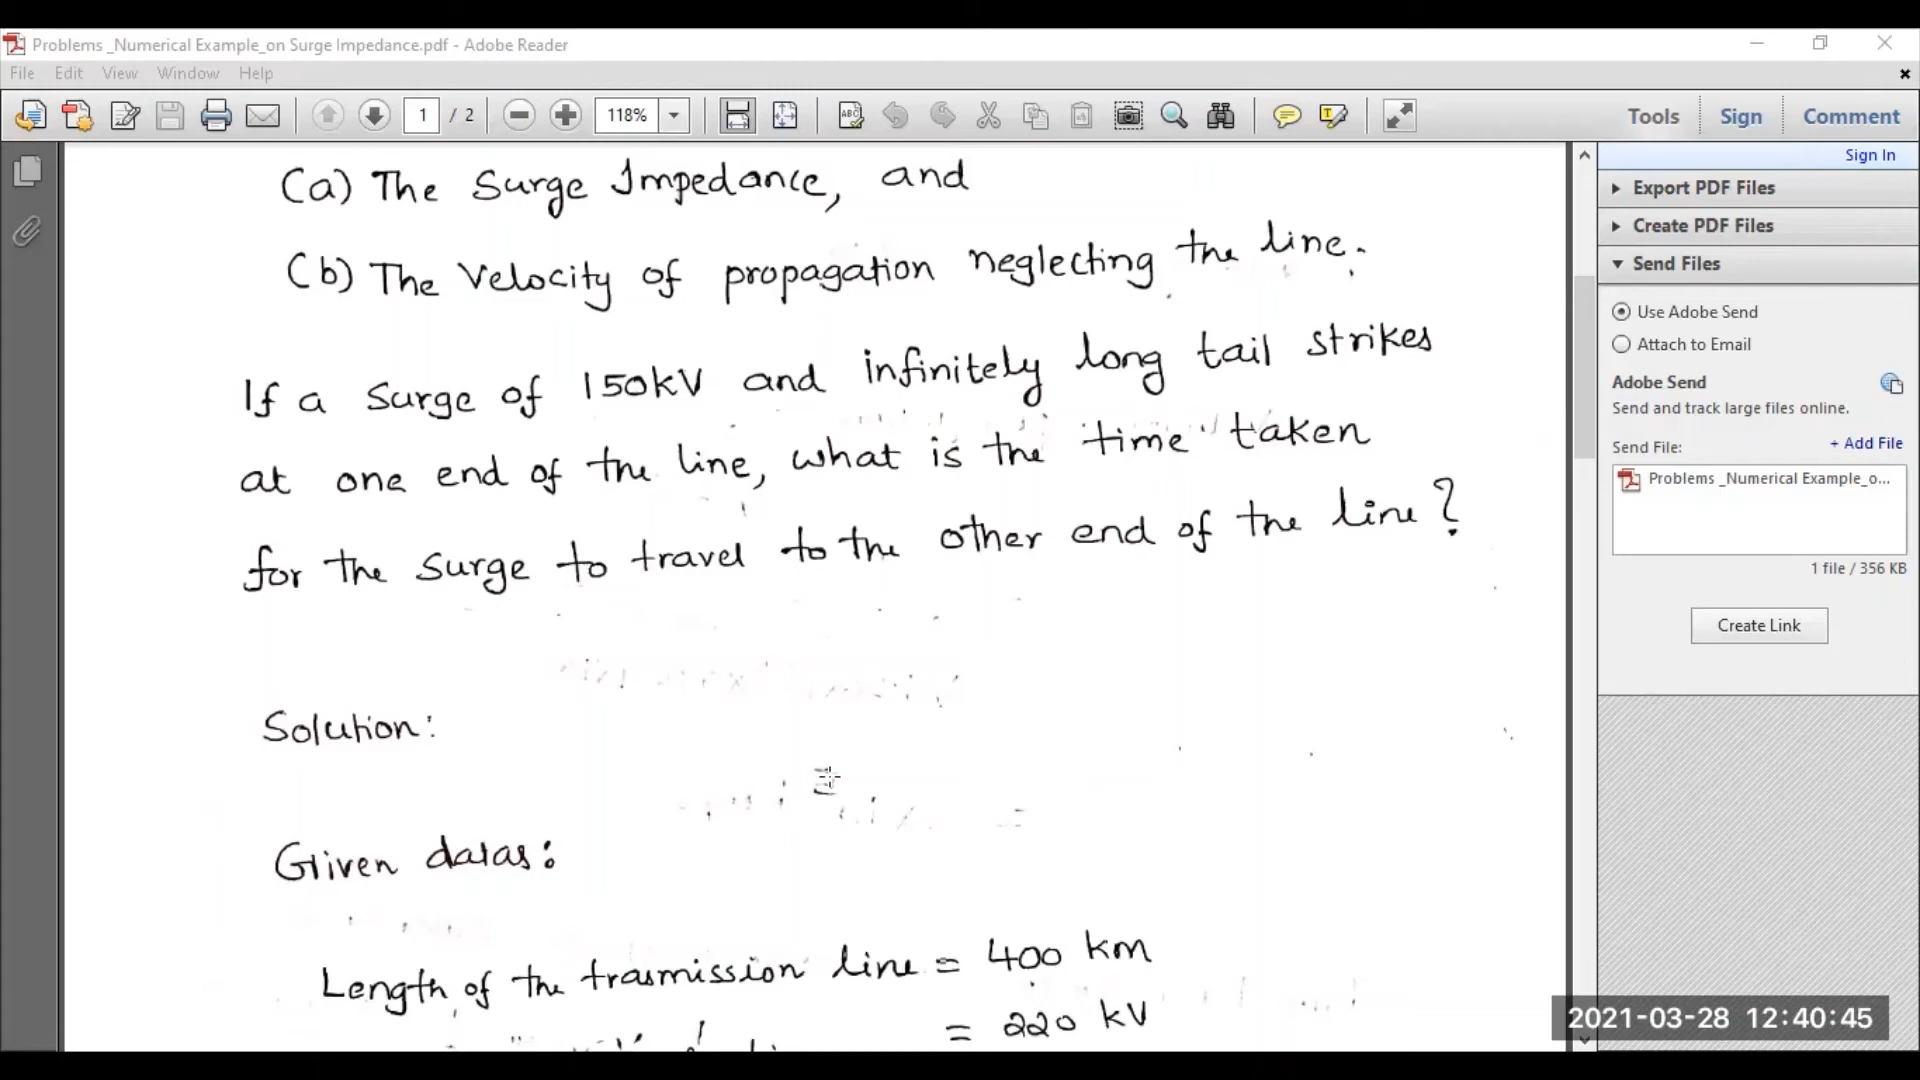 Problems _Numerical Example_on Surge Impedance.pdf - Adobe Reader
File Edit View Window Help
1 / 2 118% Tools Sign Comment
Sign In
Export PDF Files
Create PDF Files
Send Files
Use Adobe Send
Attach to Email
Adobe Send
Send and track large files online.
Send File: + Add File
Problems _Numerical Example_o...
1 file / 356 KB
Create Link
(a) The Surge Impedance, and
(b) The Velocity of propagation neglecting the line.
If a surge of 150kV and infinitely long tail strikes
at one end of the line, what is the time taken
for the surge to travel to the other end of the line?
Solution:
Given datas:
Length of the trasmission line = 400 km
= 220 kV
2021-03-28 12:40:45